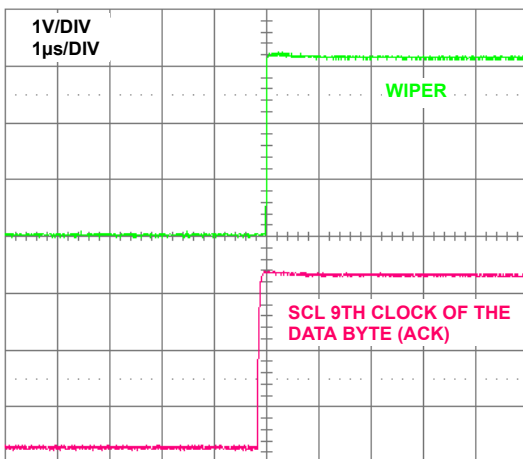 1V/DIV
1µs/DIV
WIPER
SCL 9TH CLOCK OF THE
DATA BYTE (ACK)